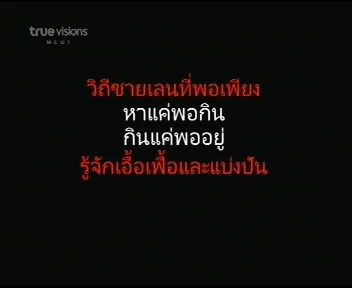 true visions
MCOT
วิถีชายเลนที่พอเพียง
หาแค่พอกิน
กินแค่พออยู่
รู้จักเอื้อเฟื้อและแบ่งปัน